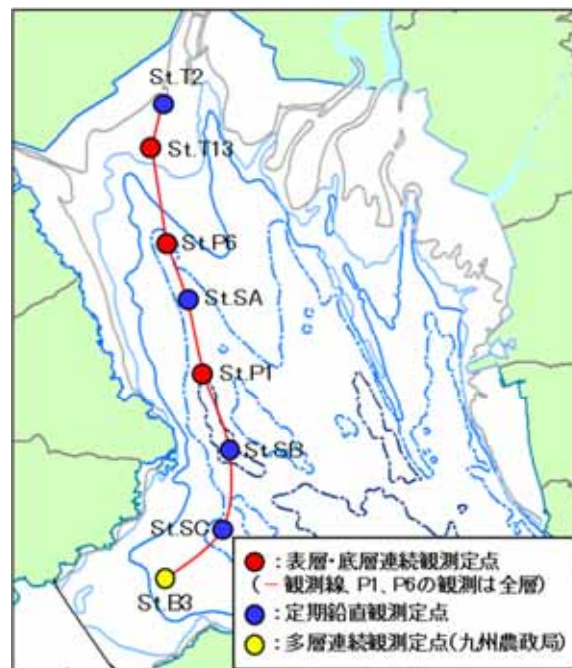 St.T2
St.T13
St.P6
St.SA
St.P1
St.SB
St.SC
St.B3
：表層・底層連続観測定点
（ー観測線、P1、P6の観測は全層）
：定期鉛直観測定点
：多層連続観測定点(九州農政局)